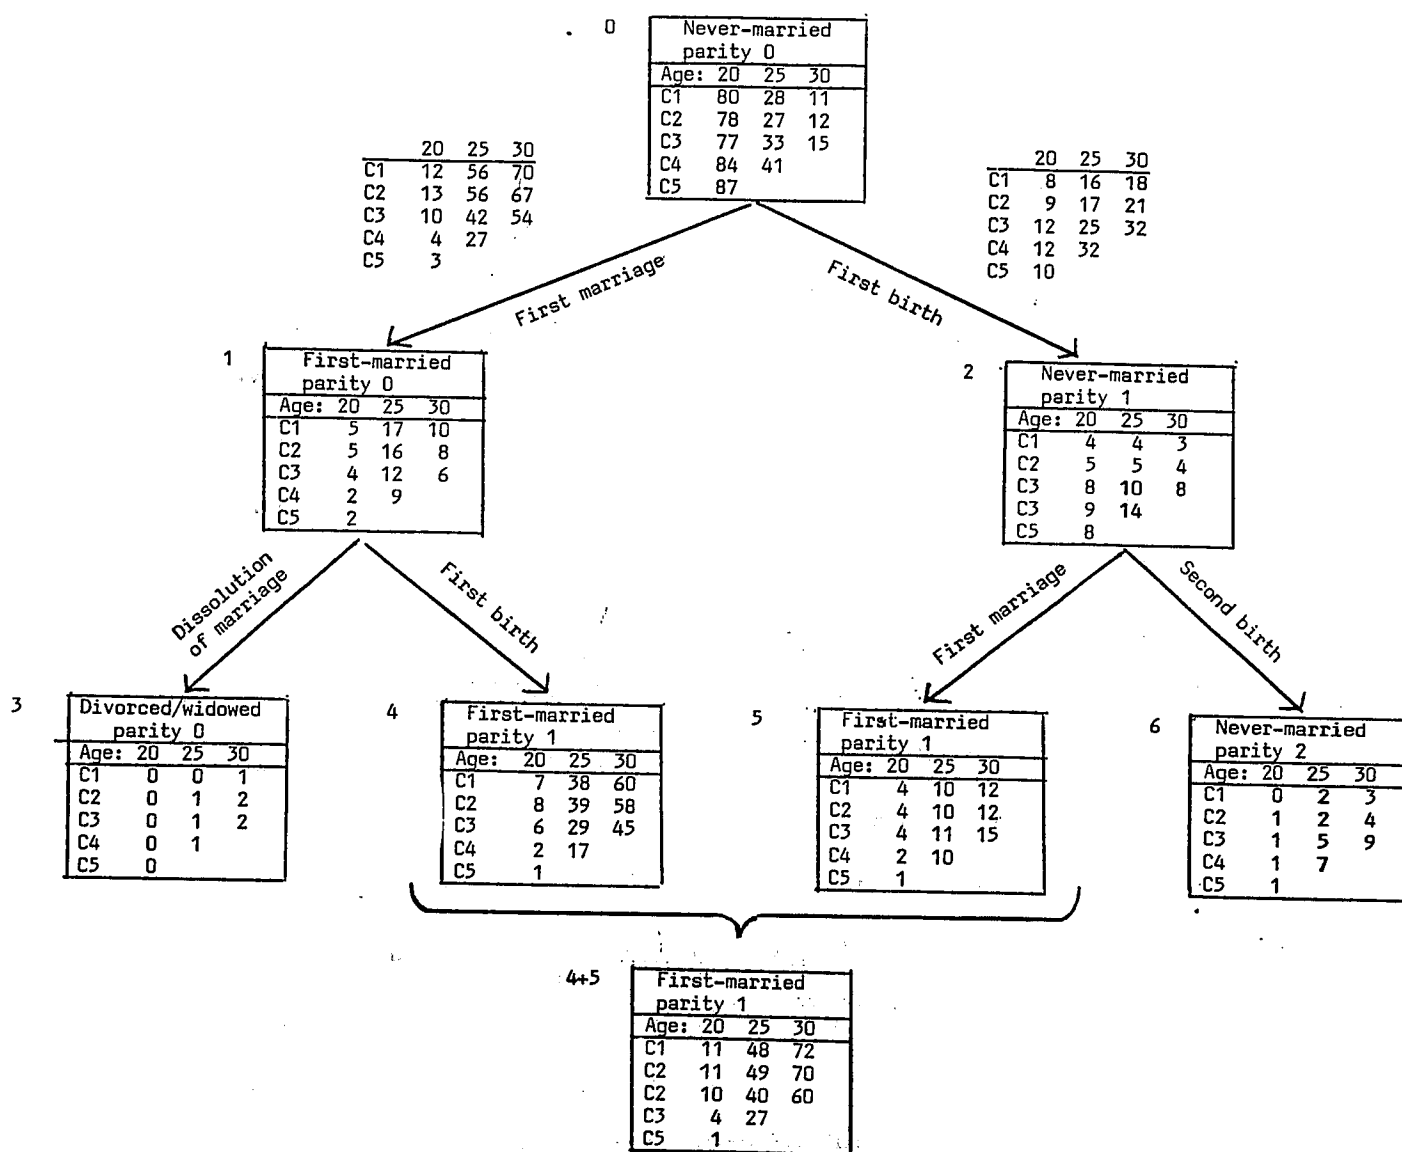 0
Never-married
parity 0
Age: 20 25 30
C1 80 28 11
C2 78 27 12
C3 77 33 15
C4 84 41
C5 87
20 25 30
C1 12 56 70
C2 13 56 67
C3 10 42 54
C4 4 27
C5 3
20 25 30
C1 8 16 18
C2 9 17 21
C3 12 25 32
C4 12 32
C5 10
First marriage
First birth
1
First-married
parity 0
Age: 20 25 30
C1 5 17 10
C2 5 16 8
C3 4 12 6
C4 2 9
C5 2
2
Never-married
parity 1
Age: 20 25 30
C1 4 4 3
C2 5 5 4
C3 8 10 8
C3 9 14
C5 8
Dissolution
of marriage
First birth
First marriage
Second birth
3
Divorced/widowed
parity 0
Age: 20 25 30
C1 0 0 1
C2 0 1 2
C3 0 1 2
C4 0 1
C5 0
4
First-married
parity 1
Age: 20 25 30
C1 7 38 60
C2 8 39 58
C3 6 29 45
C4 2 17
C5 1
5
First-married
parity 1
Age: 20 25 30
C1 4 10 12
C2 4 10 12
C3 4 11 15
C4 2 10
C5 1
6
Never-married
parity 2
Age: 20 25 30
C1 0 2 3
C2 1 2 4
C3 1 5 9
C4 1 7
C5 1
4+5
First-married
parity 1
Age: 20 25 30
C1 11 48 72
C2 11 49 70
C2 10 40 60
C3 4 27
C5 1